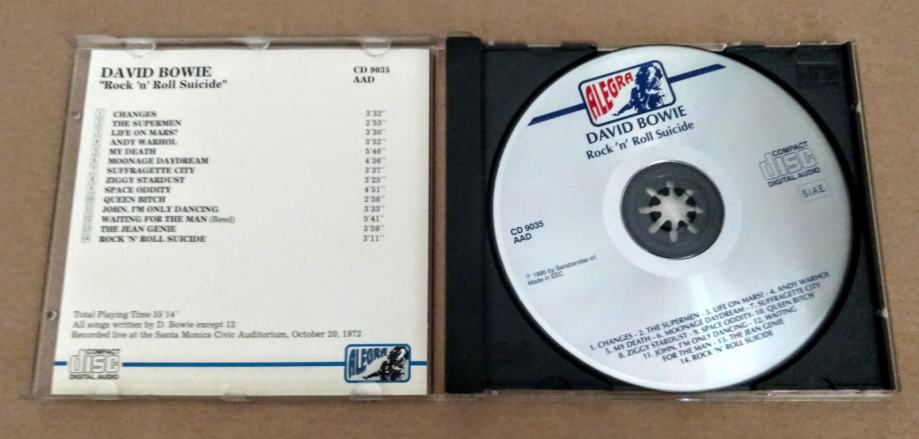 DAVID BOWIE
"Rock 'n' Roll Suicide"
CD 9035
AAD
CHANGES 3'32"
THE SUPERMEN 2'53"
LIFE ON MARS? 3'30"
ANDY WARHOL 3'52"
MY DEATH 5'46"
MOONAGE DAYDREAM 4'36"
SUFFRAGETTE CITY 3'37"
ZIGGY STARDUST 3'25"
SPACE ODDITY 4'51"
QUEEN BITCH 2'58"
JOHN, I'M ONLY DANCING 3'33"
WAITING FOR THE MAN (Reed) 5'41"
THE JEAN GENIE 3'59"
ROCK 'N' ROLL SUICIDE 3'11"
Total Playing Time 55'14"
All songs written by D. Bowie except 12
Recorded live at the Santa Monica Civic Auditorium, October 20, 1972
COMPACT
disc
DIGITAL AUDIO
ALEGRA
ALEGRA
DAVID BOWIE
Rock 'n' Roll Suicide
COMPACT
disc
DIGITAL AUDIO
S.I.A.E.
CD 9035
AAD
℗ 1995 by Sarabandas srl
Made in EEC
1. CHANGES - 2. THE SUPERMEN - 3. LIFE ON MARS? - 4. ANDY WARHOL
5. MY DEATH - 6. MOONAGE DAYDREAM - 7. SUFFRAGETTE CITY
8. ZIGGY STARDUST - 9. SPACE ODDITY - 10. QUEEN BITCH
11. JOHN, I'M ONLY DANCING - 12. WAITING
FOR THE MAN - 13. THE JEAN GENIE
14. ROCK 'N' ROLL SUICIDE